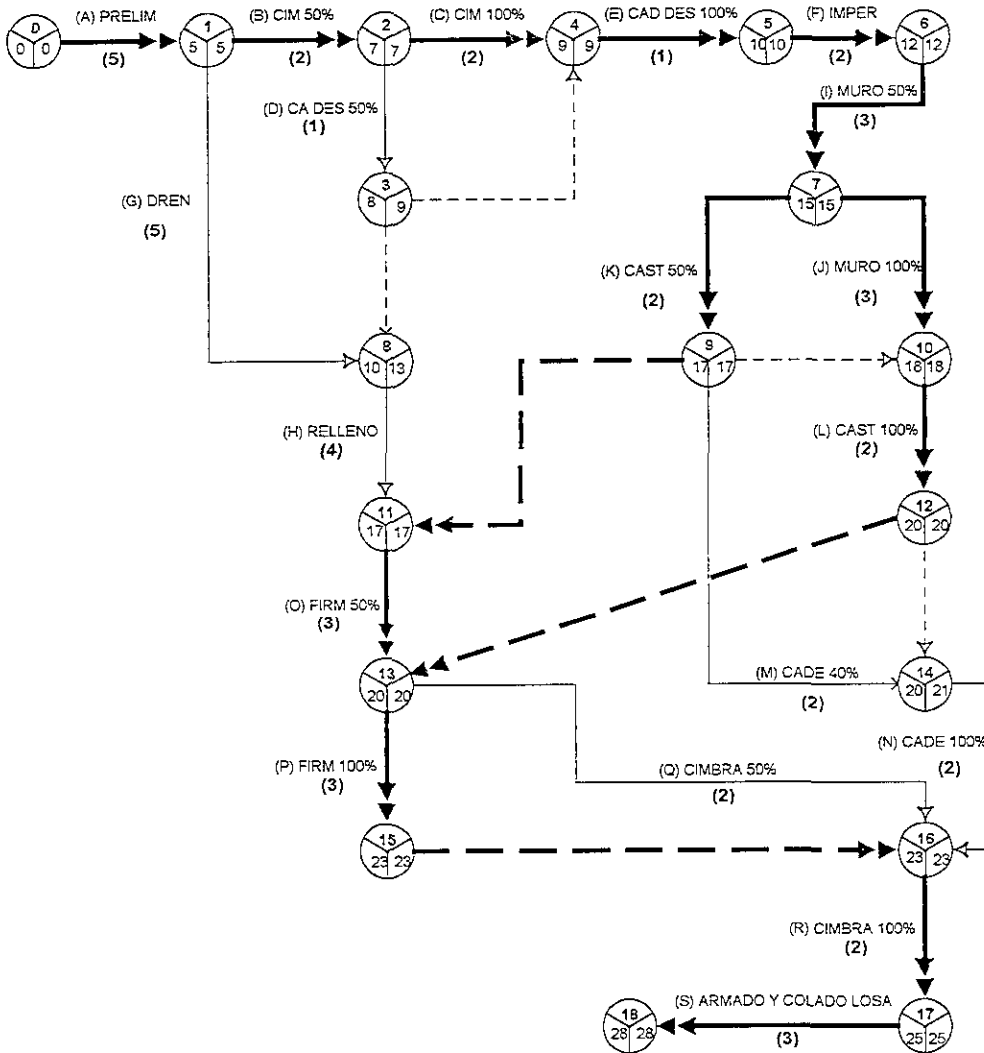 (A) PRELIM (B) CIM 50% (C) CIM 100% (E) CAD DES 100% (F) IMPER
0 1 2 4 5 6
0 0 5 5 7 7 9 9 10 10 12 12
(5) (2) (2) (1) (2)
(I) MURO 50%
(3)
(D) CA DES 50%
(1)
3
8 9
7
15 15
(G) DREN
(5)
(K) CAST 50% (J) MURO 100%
(2) (3)
8 9 10
10 13 17 17 18 18
(H) RELLENO
(4)
(L) CAST 100%
(2)
11 12
17 17 20 20
(O) FIRM 50%
(3)
13 14
20 20 20 21
(M) CADE 40%
(2)
(N) CADE 100%
(2)
(P) FIRM 100%
(3)
(Q) CIMBRA 50%
(2)
15 16
23 23 23 23
(R) CIMBRA 100%
(2)
(S) ARMADO Y COLADO LOSA
(3)
18 17
28 28 25 25